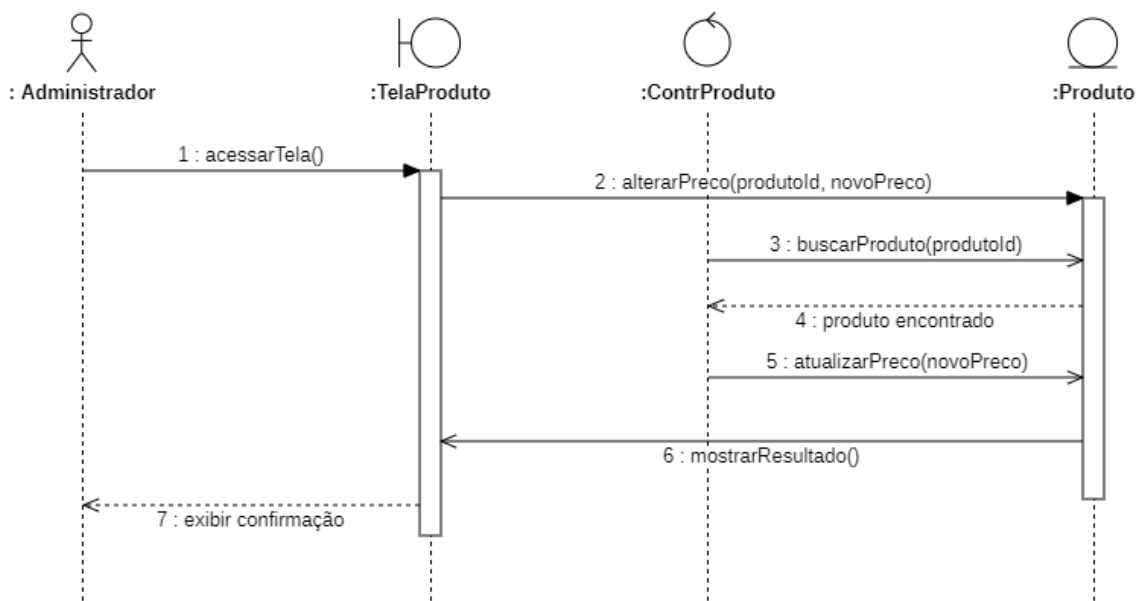 : Administrador
:TelaProduto
:ContrProduto
:Produto
1 : acessarTela()
2 : alterarPreco(produtoId, novoPreco)
3 : buscarProduto(produtoId)
4 : produto encontrado
5 : atualizarPreco(novoPreco)
6 : mostrarResultado()
7 : exibir confirmação